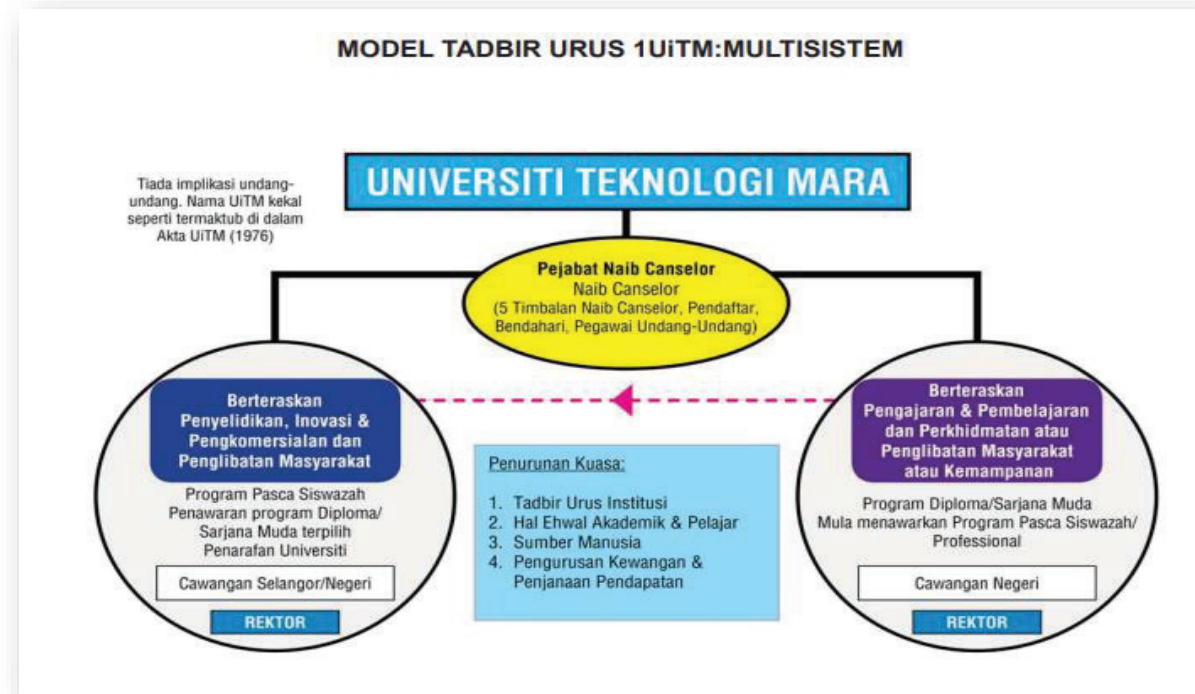 MODEL TADBIR URUS 1UiTM:MULTISISTEM
Tiada implikasi undang-
undang. Nama UiTM kekal
seperti termaktub di dalam
Akta UiTM (1976)
UNIVERSITI TEKNOLOGI MARA
Pejabat Naib Canselor
Naib Canselor
(5 Timbalan Naib Canselor, Pendaftar,
Bendahari, Pegawai Undang-Undang)
Berteraskan
Penyelidikan, Inovasi &
Pengkomersialan dan
Penglibatan Masyarakat
Program Pasca Siswazah
Penawaran program Diploma/
Sarjana Muda terpilih
Penarafan Universiti
Cawangan Selangor/Negeri
REKTOR
Penurunan Kuasa:
1. Tadbir Urus Institusi
2. Hal Ehwal Akademik & Pelajar
3. Sumber Manusia
4. Pengurusan Kewangan &
Penjanaan Pendapatan
Berteraskan
Pengajaran & Pembelajaran
dan Perkhidmatan atau
Penglibatan Masyarakat
atau Kemampanan
Program Diploma/Sarjana Muda
Mula menawarkan Program Pasca Siswazah/
Professional
Cawangan Negeri
REKTOR